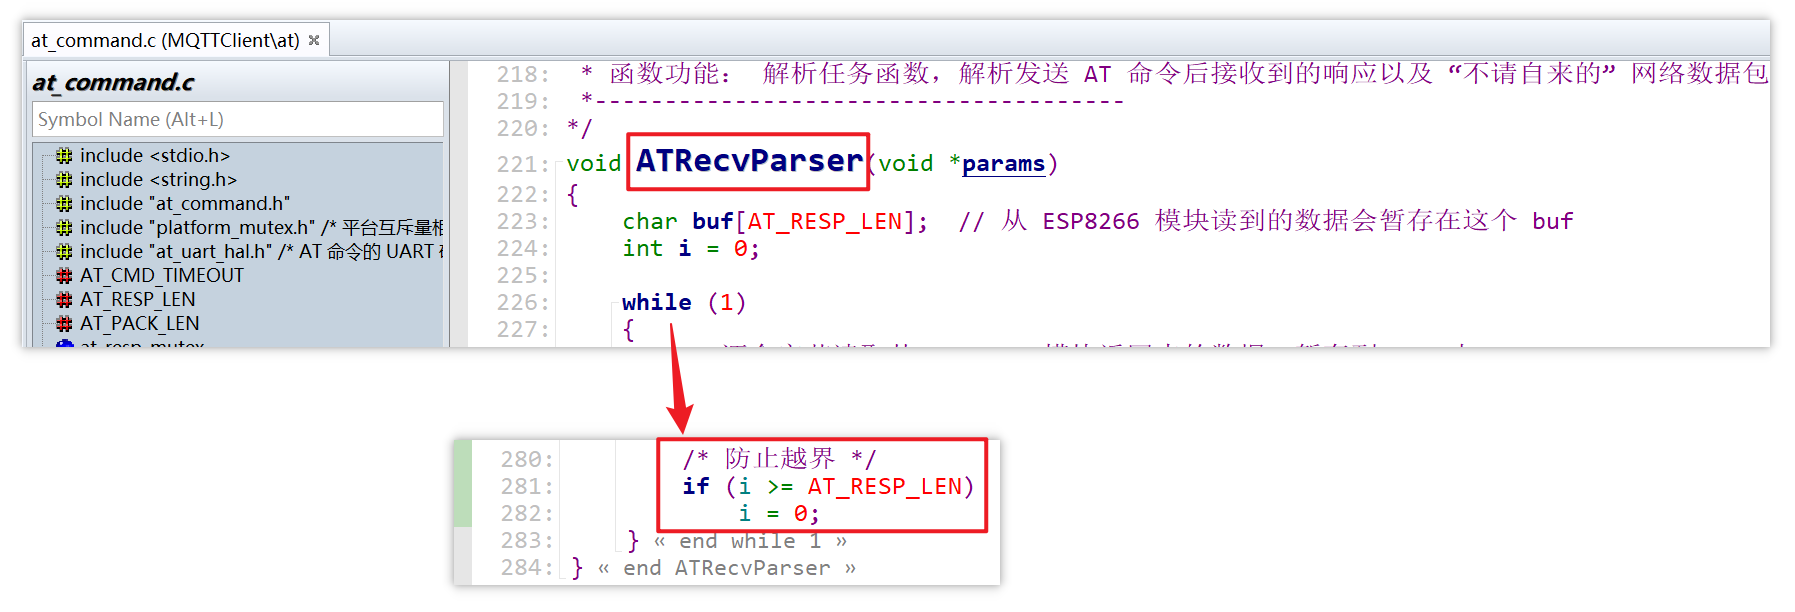 at_command.c (MQTTClient\at) ×
at_command.c
Symbol Name (Alt+L)
include <stdio.h>
include <string.h>
include "at_command.h"
include "platform_mutex.h" /* 平台互斥量相
include "at_uart_hal.h" /* AT 命令的 UART
AT_CMD_TIMEOUT
AT_RESP_LEN
AT_PACK_LEN
at_resp_mutex
218: * 函数功能： 解析任务函数，解析发送 AT 命令后接收到的响应以及 “不请自来的” 网络数据包
219: *--------------------------------------
220: */
221: void ATRecvParser(void *params)
222: {
223: char buf[AT_RESP_LEN]; // 从 ESP8266 模块读到的数据会暂存在这个 buf
224: int i = 0;
225:
226: while (1)
227: {
280: /* 防止越界 */
281: if (i >= AT_RESP_LEN)
282: i = 0;
283: } « end while 1 »
284: } « end ATRecvParser »